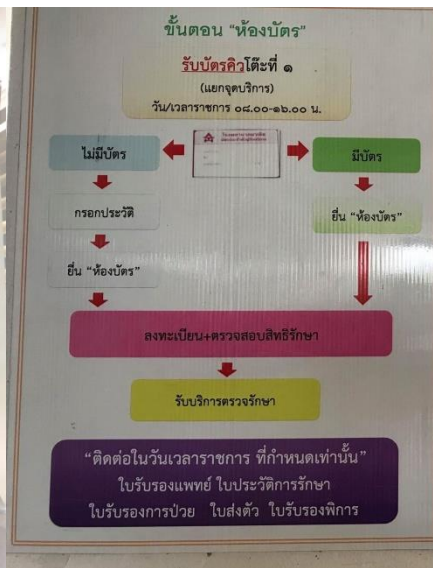 ขั้นตอน “ห้องบัตร”
รับบัตรคิวโต๊ะที่ ๑
(แยกจุดบริการ)
วัน/เวลาราชการ ๐๘.๐๐-๑๖.๐๐ น.
ไม่มีบัตร
มีบัตร
กรอกประวัติ
ยื่น “ห้องบัตร”
ยื่น “ห้องบัตร”
ลงทะเบียน+ตรวจสอบสิทธิรักษา
รับบริการตรวจรักษา
“ติดต่อในวันเวลาราชการ ที่กำหนดเท่านั้น”
ใบรับรองแพทย์ ใบประวัติการรักษา
ใบรับรองการป่วย ใบส่งตัว ใบรับรองพิการ